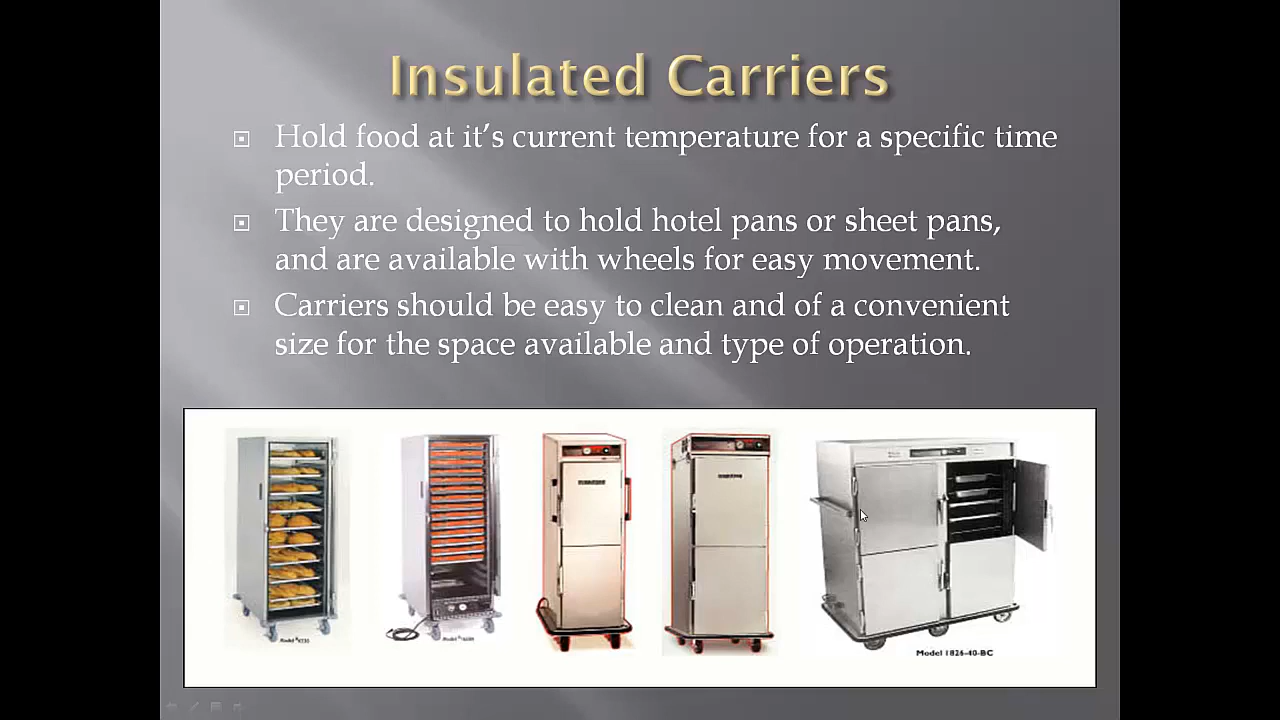 Insulated Carriers
Hold food at it’s current temperature for a specific time
period.
They are designed to hold hotel pans or sheet pans,
and are available with wheels for easy movement.
Carriers should be easy to clean and of a convenient
size for the space available and type of operation.
Model
Model
Model 1826-40-BC